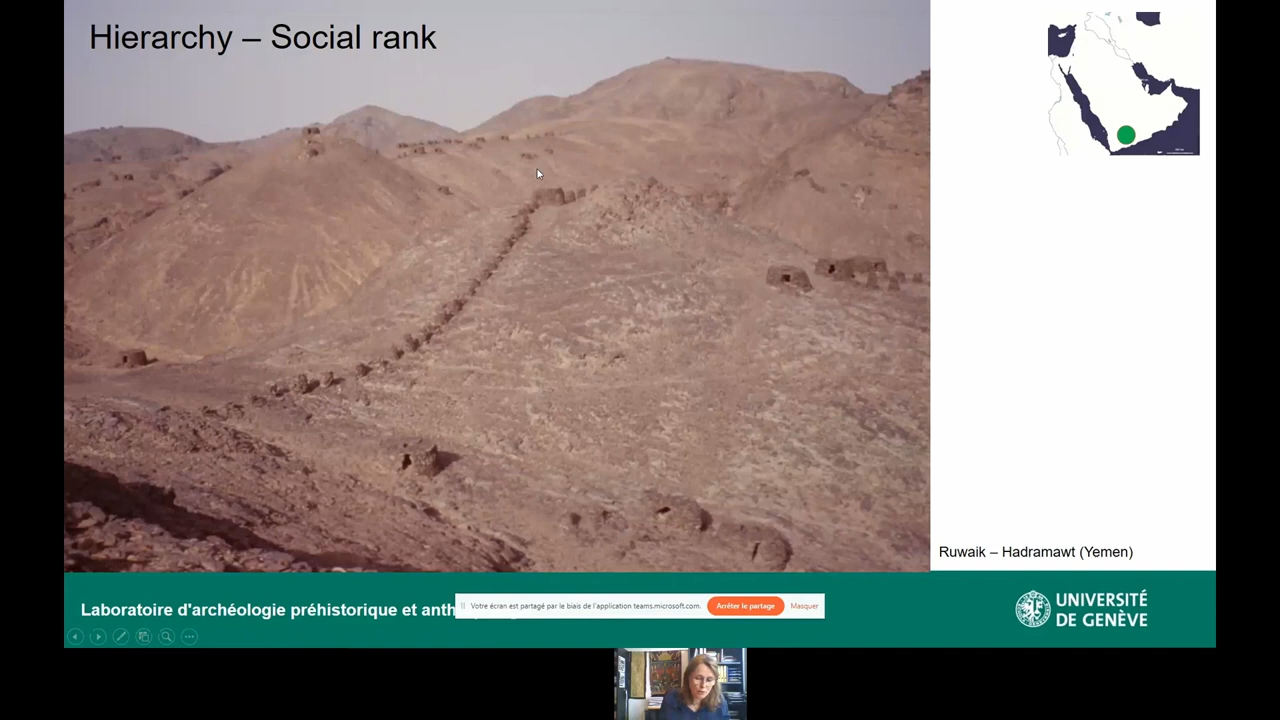 Hierarchy – Social rank
Ruwaik – Hadramawt (Yemen)
Laboratoire d'archéologie préhistorique et anth
Votre écran est partagé par le biais de l'application teams.microsoft.com.
Arrêter le partage
Masquer
UNIVERSITÉ
DE GENÈVE